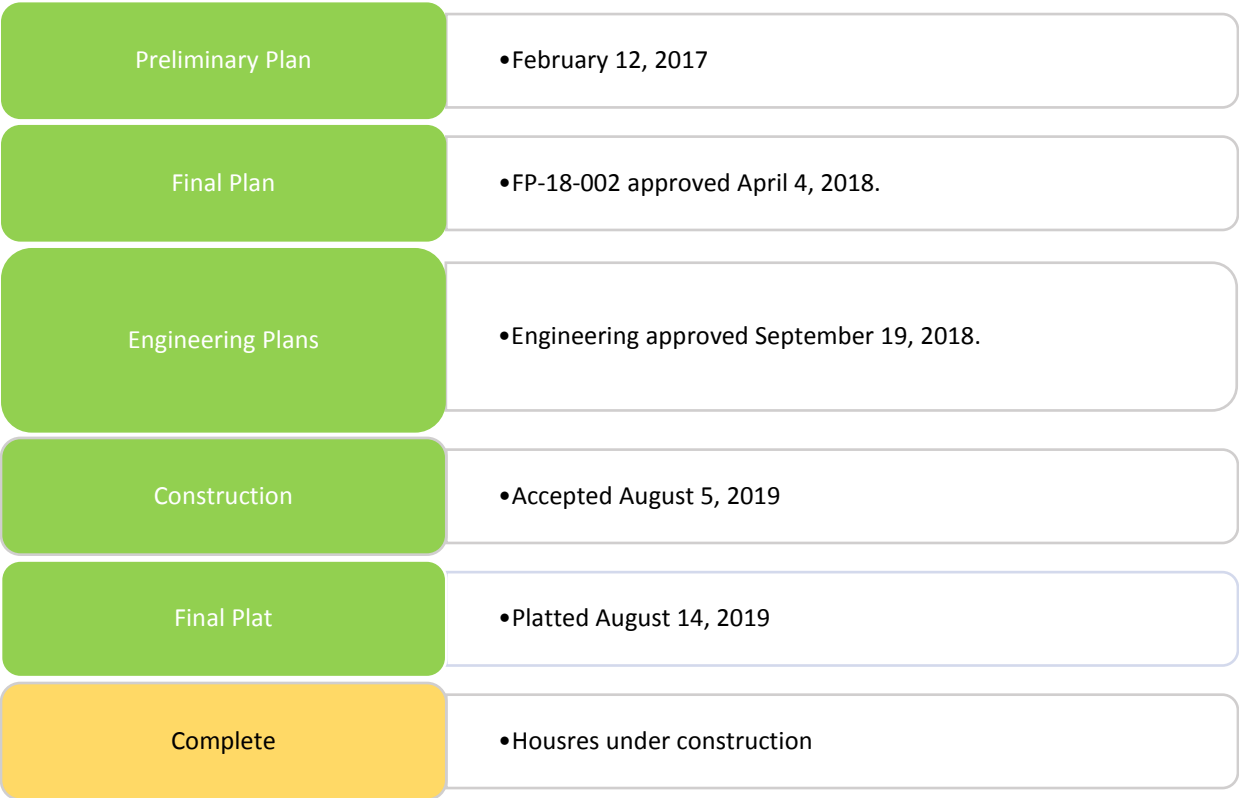 Preliminary Plan
•February 12, 2017
Final Plan
•FP-18-002 approved April 4, 2018.
Engineering Plans
•Engineering approved September 19, 2018.
Construction
•Accepted August 5, 2019
Final Plat
•Platted August 14, 2019
Complete
•Housres under construction